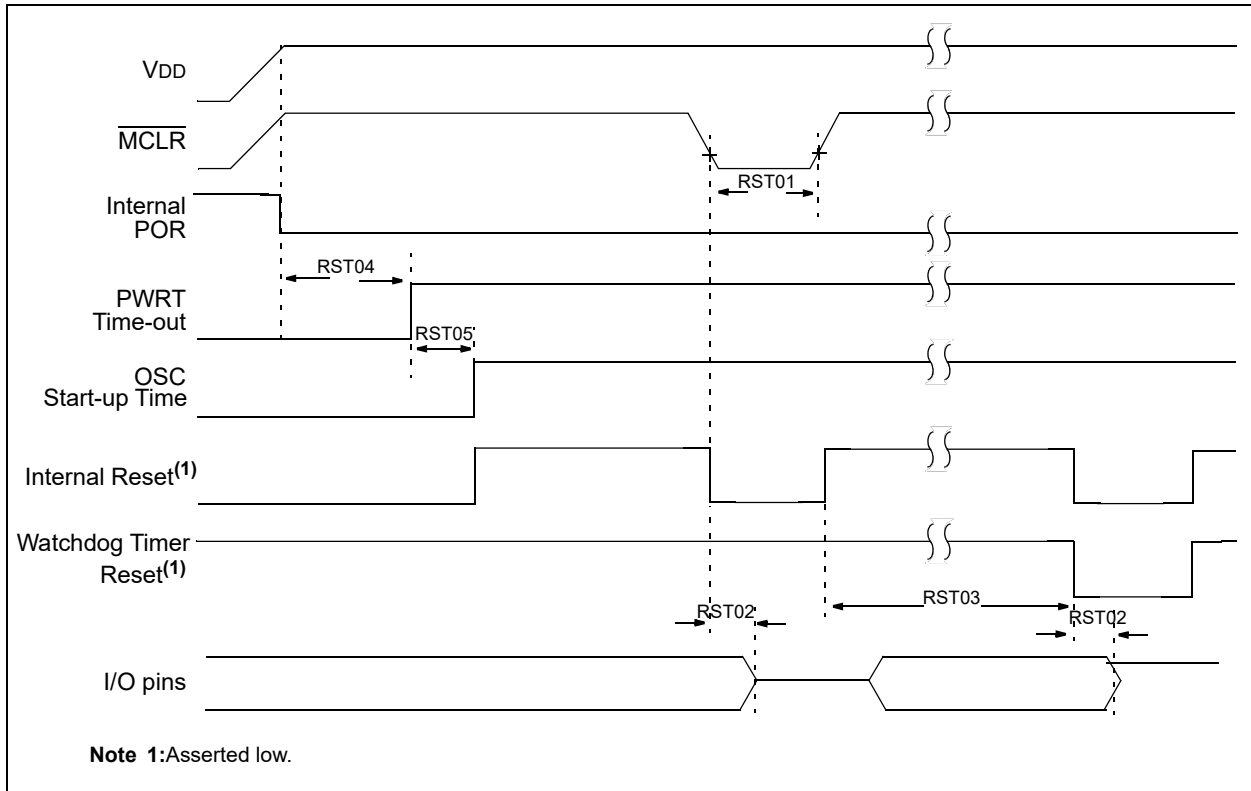 VDD
MCLR
RST01
Internal
POR
RST04
PWRT
Time-out
RST05
OSC
Start-up Time
Internal Reset(1)
Watchdog Timer
Reset(1)
RST02
RST03
RST02
I/O pins
Note 1:Asserted low.